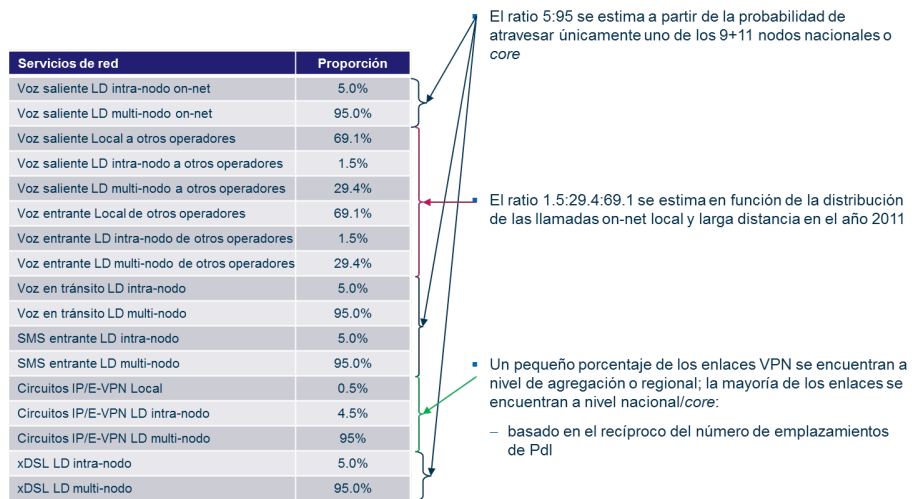 El ratio 5:95 se estima a partir de la probabilidad de
atravesar únicamente uno de los 9+11 nodos nacionales o
core
Servicios de red Proporción
Voz saliente LD intra-nodo on-net 5.0%
Voz saliente LD multi-nodo on-net 95.0%
Voz saliente Local a otros operadores 69.1%
Voz saliente LD intra-nodo a otros operadores 1.5%
Voz saliente LD multi-nodo a otros operadores 29.4%
Voz entrante Local de otros operadores 69.1%
Voz entrante LD intra-nodo de otros operadores 1.5%
Voz entrante LD multi-nodo de otros operadores 29.4%
Voz en tránsito LD intra-nodo 5.0%
Voz en tránsito LD multi-nodo 95.0%
SMS entrante LD intra-nodo 5.0%
SMS entrante LD multi-nodo 95.0%
Circuitos IP/E-VPN Local 0.5%
Circuitos IP/E-VPN LD intra-nodo 4.5%
Circuitos IP/E-VPN LD multi-nodo 95%
xDSL LD intra-nodo 5.0%
xDSL LD multi-nodo 95.0%
El ratio 1.5:29.4:69.1 se estima en función de la distribución
de las llamadas on-net local y larga distancia en el año 2011
Un pequeño porcentaje de los enlaces VPN se encuentran a
nivel de agregación o regional; la mayoría de los enlaces se
encuentran a nivel nacional/core:
– basado en el recíproco del número de emplazamientos
de PdI